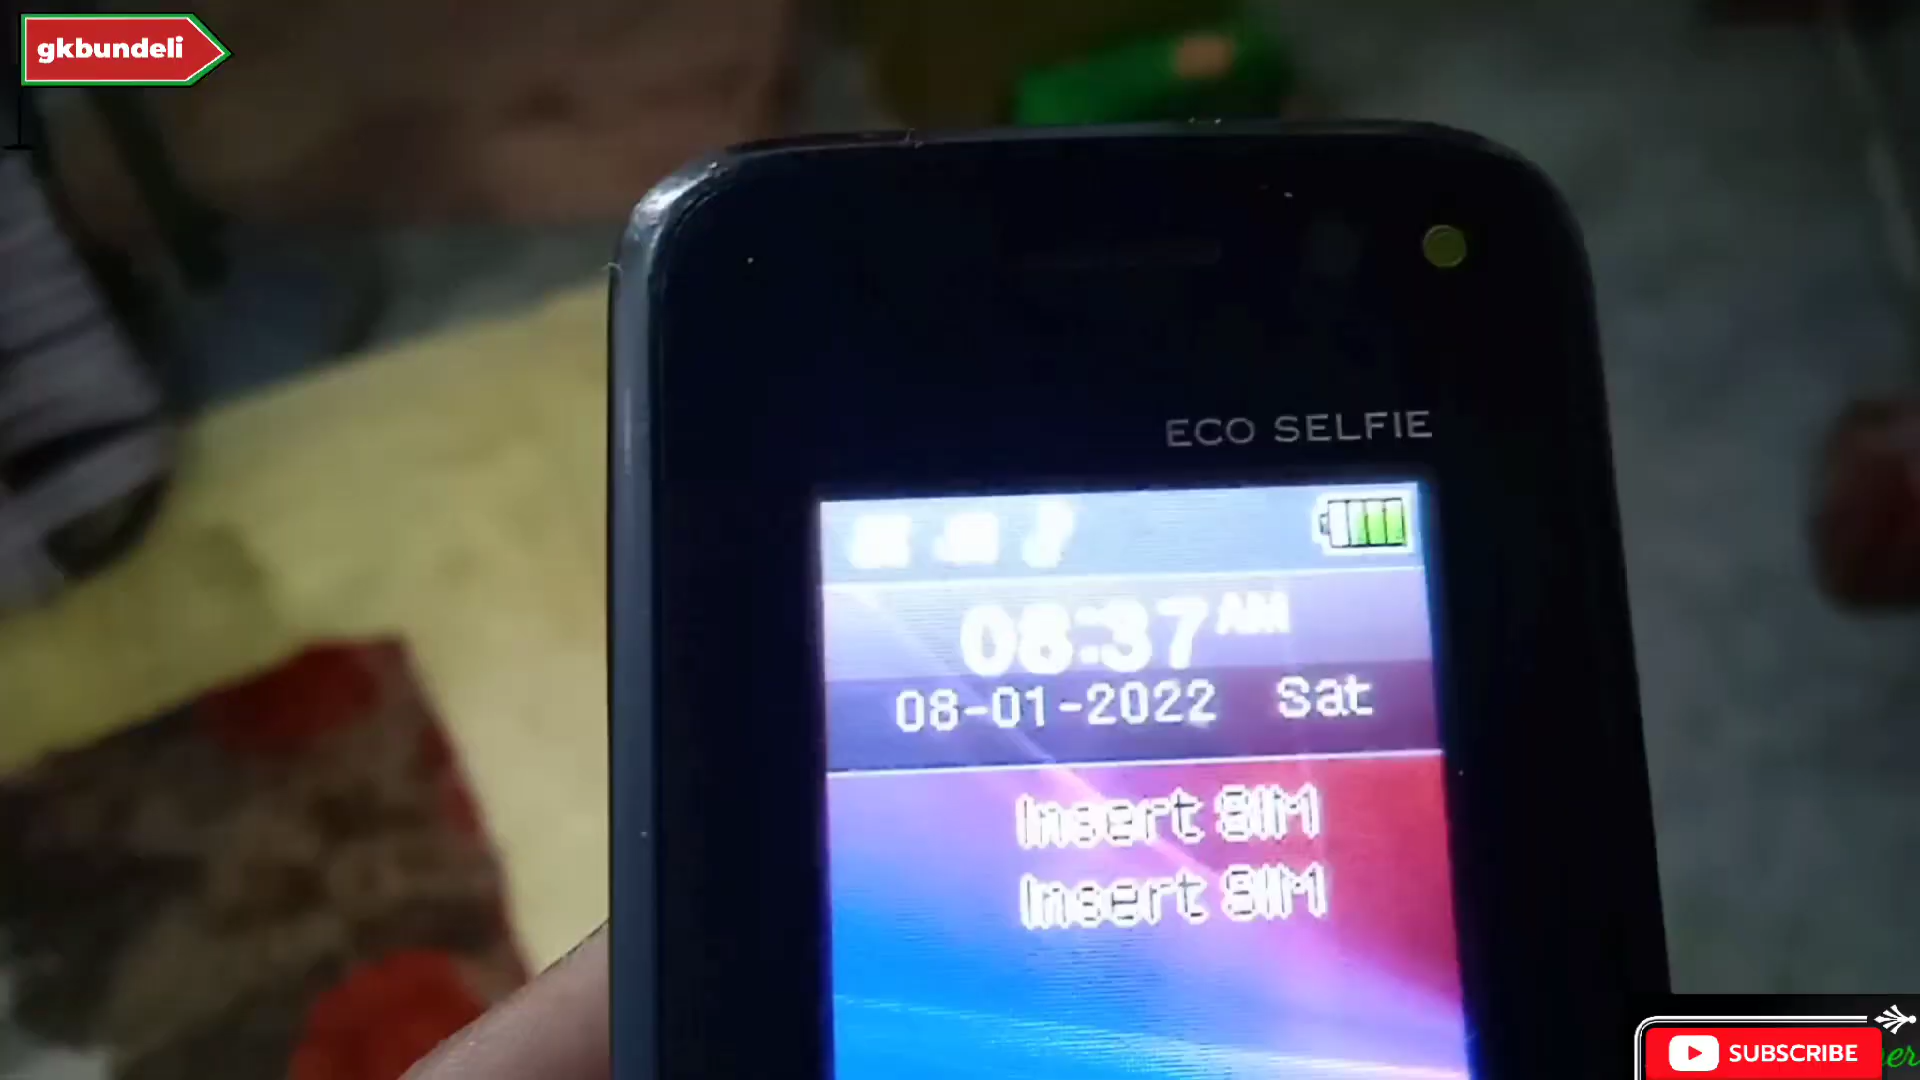 gkbundeli
ECO SELFIE
08:37 AM
08-01-2022 Sat
Insert SIM
Insert SIM
SUBSCRIBE